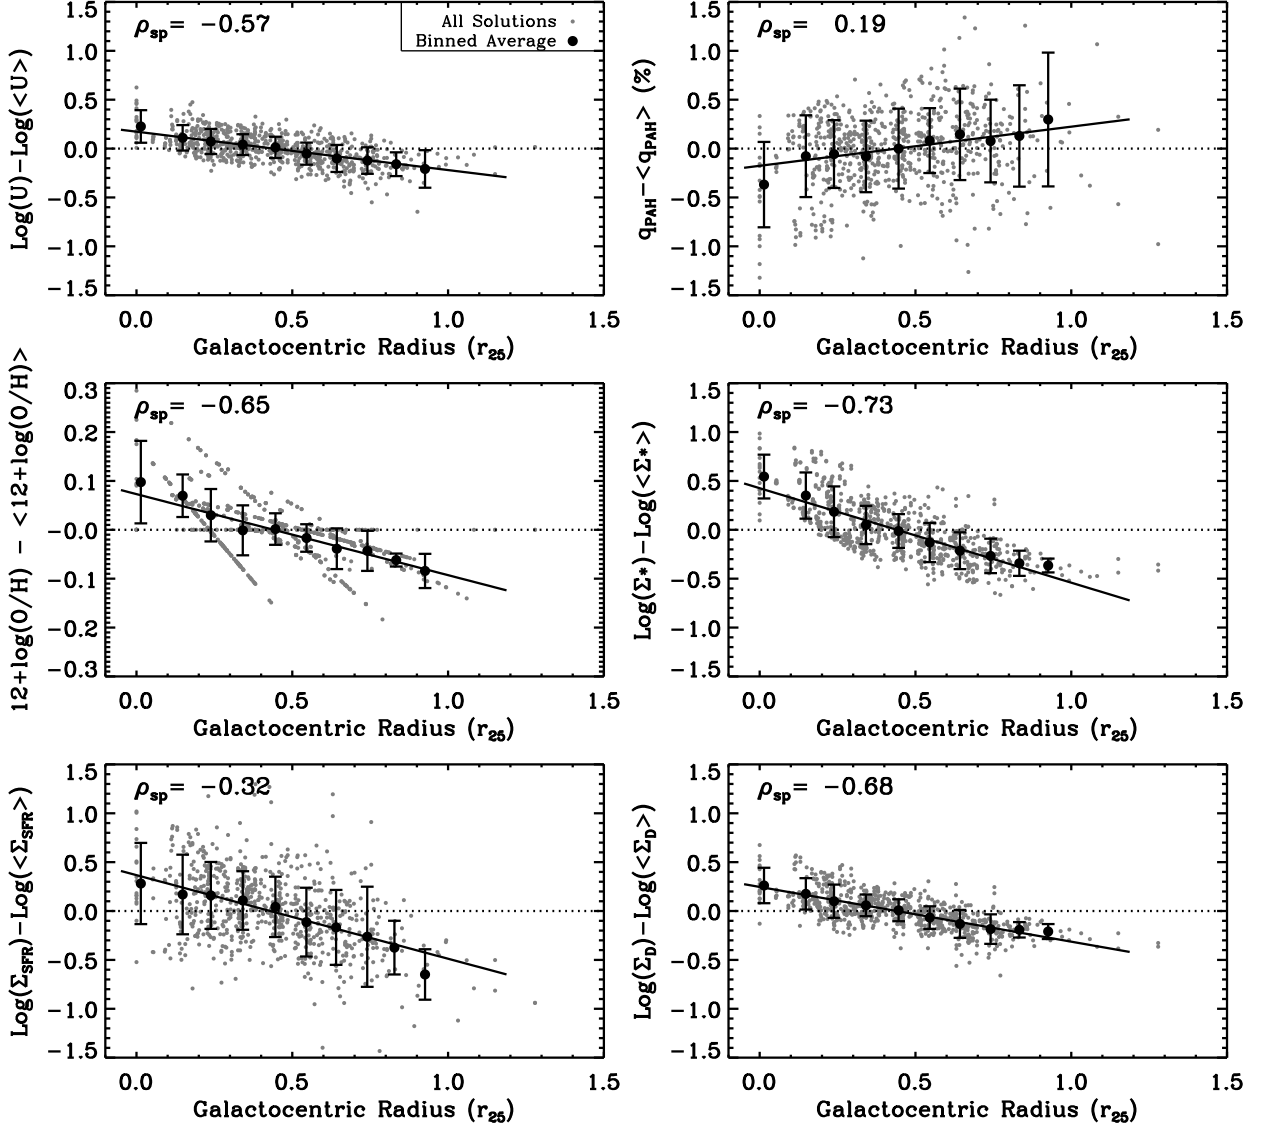 ρsp= −0.57
All Solutions
Binned Average
1.5
1.0
0.5
0.0
−0.5
−1.0
−1.5
Log(U)−Log(<U>)
0.0 0.5 1.0 1.5
Galactocentric Radius (r25)
ρsp= 0.19
1.5
1.0
0.5
0.0
−0.5
−1.0
−1.5
qPAH−<qPAH> (%)
0.0 0.5 1.0 1.5
Galactocentric Radius (r25)
ρsp= −0.65
0.3
0.2
0.1
−0.0
−0.1
−0.2
−0.3
12+log(O/H) − <12+log(O/H)>
0.0 0.5 1.0 1.5
Galactocentric Radius (r25)
ρsp= −0.73
1.5
1.0
0.5
0.0
−0.5
−1.0
−1.5
Log(Σ*)−Log(<Σ*>)
0.0 0.5 1.0 1.5
Galactocentric Radius (r25)
ρsp= −0.32
1.5
1.0
0.5
0.0
−0.5
−1.0
−1.5
Log(ΣSFR)−Log(<ΣSFR>)
0.0 0.5 1.0 1.5
Galactocentric Radius (r25)
ρsp= −0.68
1.5
1.0
0.5
0.0
−0.5
−1.0
−1.5
Log(ΣD)−Log(<ΣD>)
0.0 0.5 1.0 1.5
Galactocentric Radius (r25)